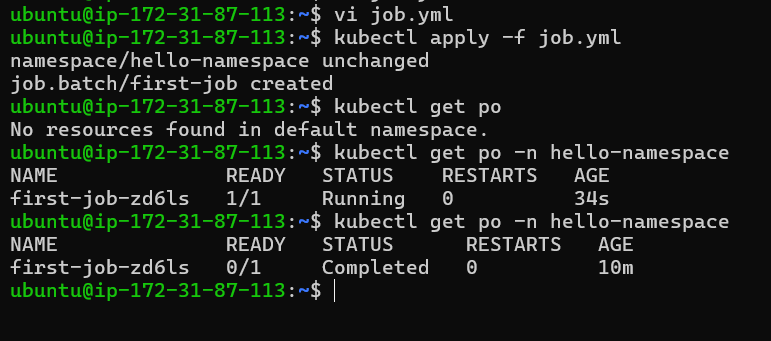 ubuntu@ip-172-31-87-113:~$ vi job.yml
ubuntu@ip-172-31-87-113:~$ kubectl apply -f job.yml
namespace/hello-namespace unchanged
job.batch/first-job created
ubuntu@ip-172-31-87-113:~$ kubectl get po
No resources found in default namespace.
ubuntu@ip-172-31-87-113:~$ kubectl get po -n hello-namespace
NAME              READY   STATUS    RESTARTS   AGE
first-job-zd6ls   1/1     Running   0          34s
ubuntu@ip-172-31-87-113:~$ kubectl get po -n hello-namespace
NAME              READY   STATUS      RESTARTS   AGE
first-job-zd6ls   0/1     Completed   0          10m
ubuntu@ip-172-31-87-113:~$